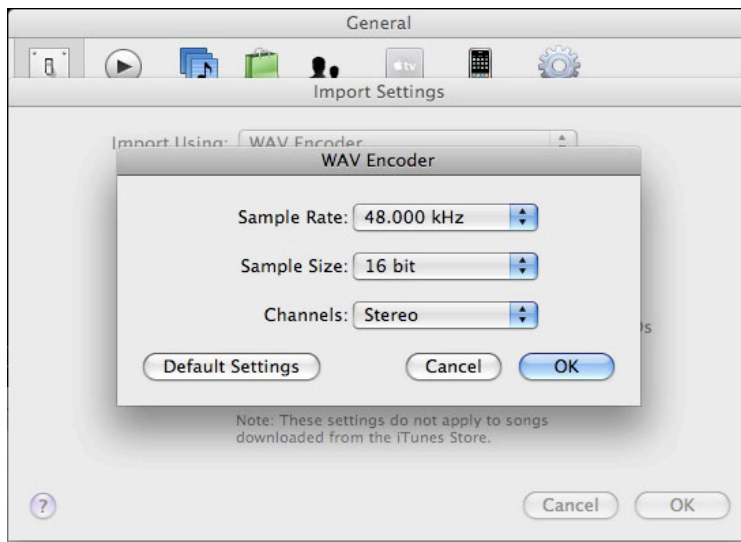 General
tv
Import Settings
Import Using: WAV Encoder
WAV Encoder
Sample Rate: 48.000 kHz
Sample Size: 16 bit
Channels: Stereo
Default Settings Cancel OK
Note: These settings do not apply to songs
downloaded from the iTunes Store.
? Cancel OK